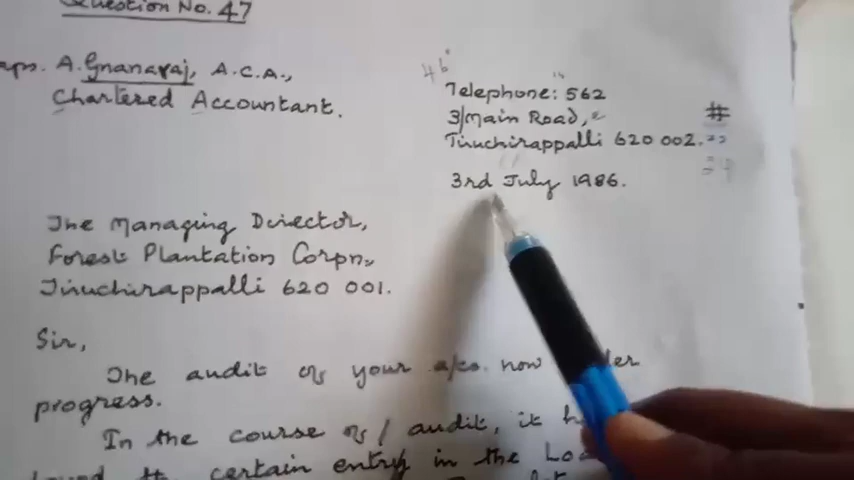 Question No. 47
aps. A. Gnanaraj, A.C.A.,
Chartered Accountant.
46
Telephone: 562
3/Main Road,
Tiruchirappalli 620 002.
#
3rd July 1986.
The Managing Director,
Forest Plantation Corpn.,
Tiruchirappalli 620 001.
Sir,
The audit of your a/cs. now
progress.
In the course of / audit, it
certain entry in the